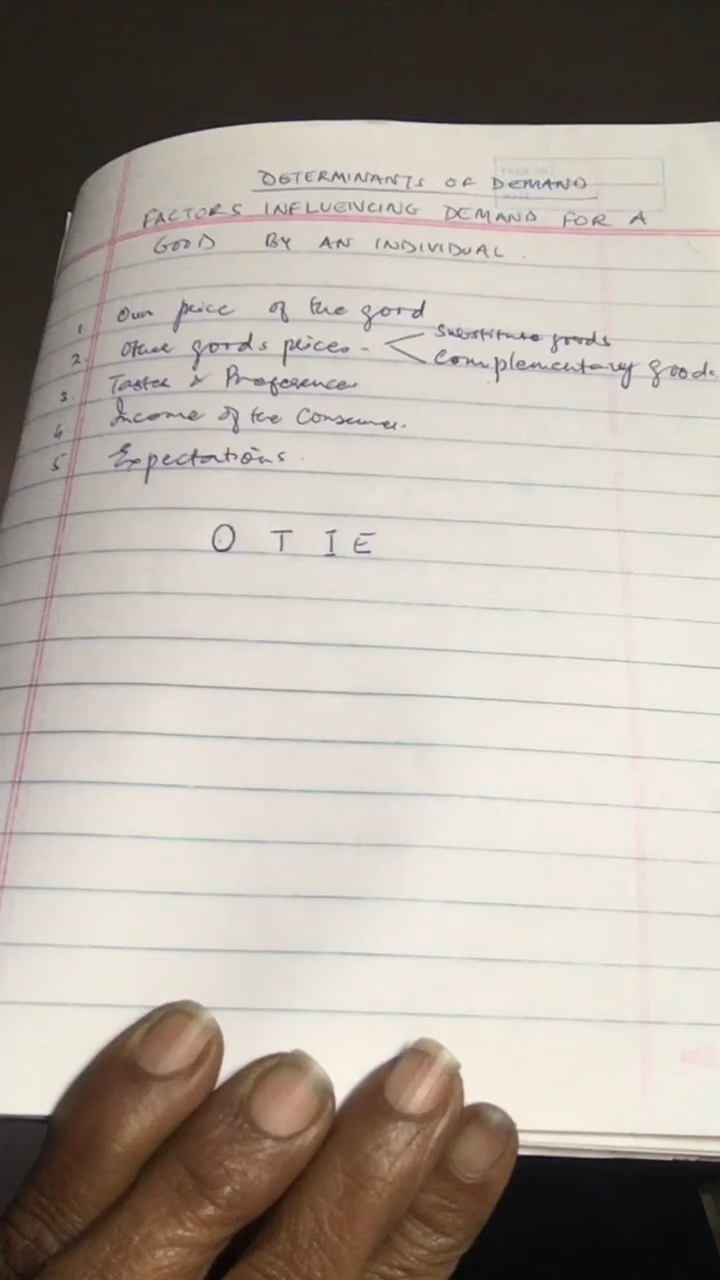 DETERMINANTS OF DEMAND
FACTORS INFLUENCING DEMAND FOR A
GOOD BY AN INDIVIDUAL.
1. Own price of the good
2. Other goods prices - Substitute goods
Complementary goods
3. Tastes & Preferences
4 Income of the Consumer.
5 Expectations.
O T I E